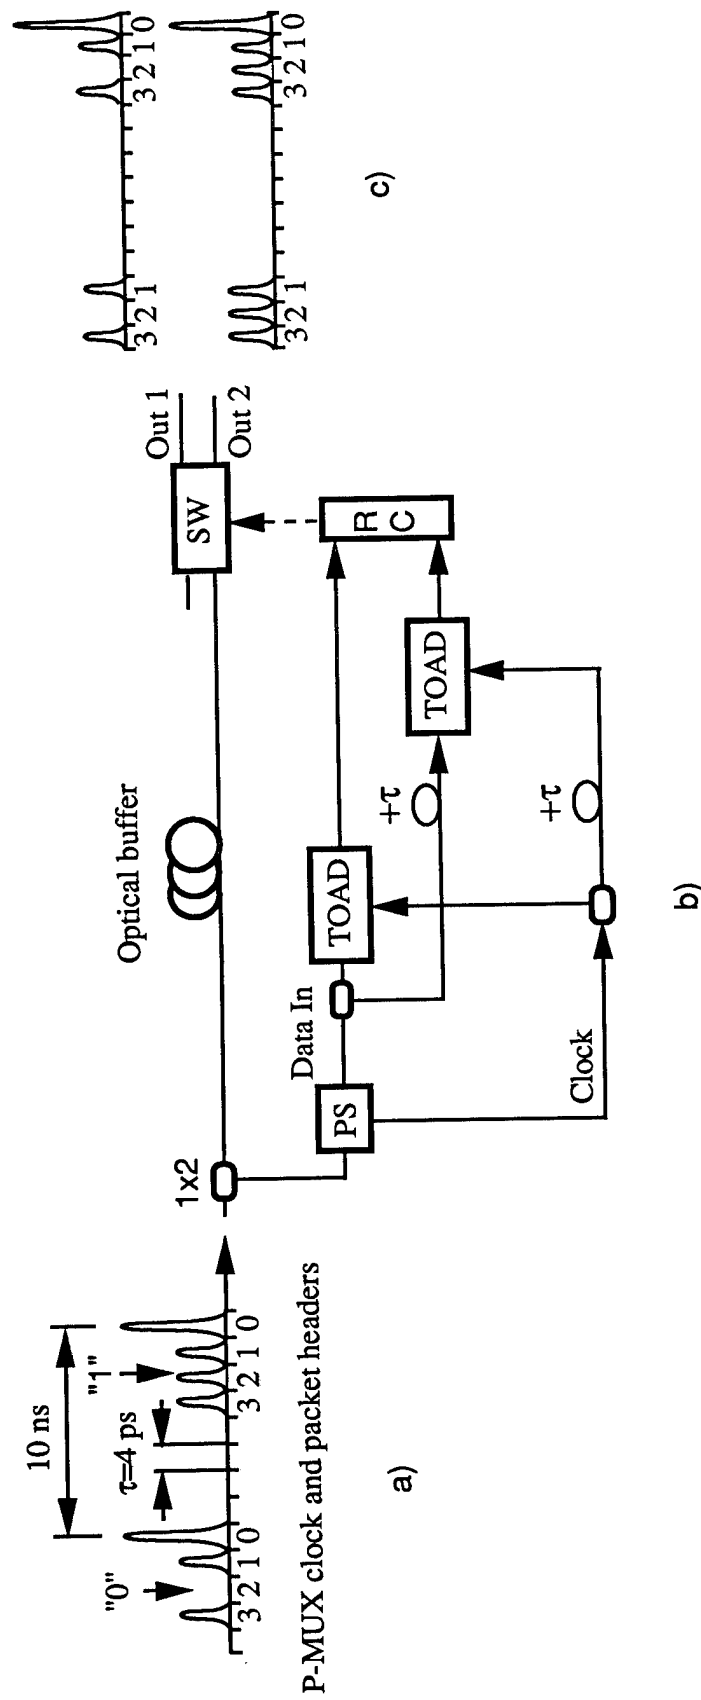 10 ns
"1"
τ=4 ps
"0"
3 2 1 0
3 2 1 0
P-MUX clock and packet headers
a)
1x2
Optical buffer
SW
Out 1
Out 2
PS
Data In
TOAD
+τ
TOAD
R C
Clock
+τ
b)
3 2 1
3 2 1 0
3 2 1
3 2 1 0
c)